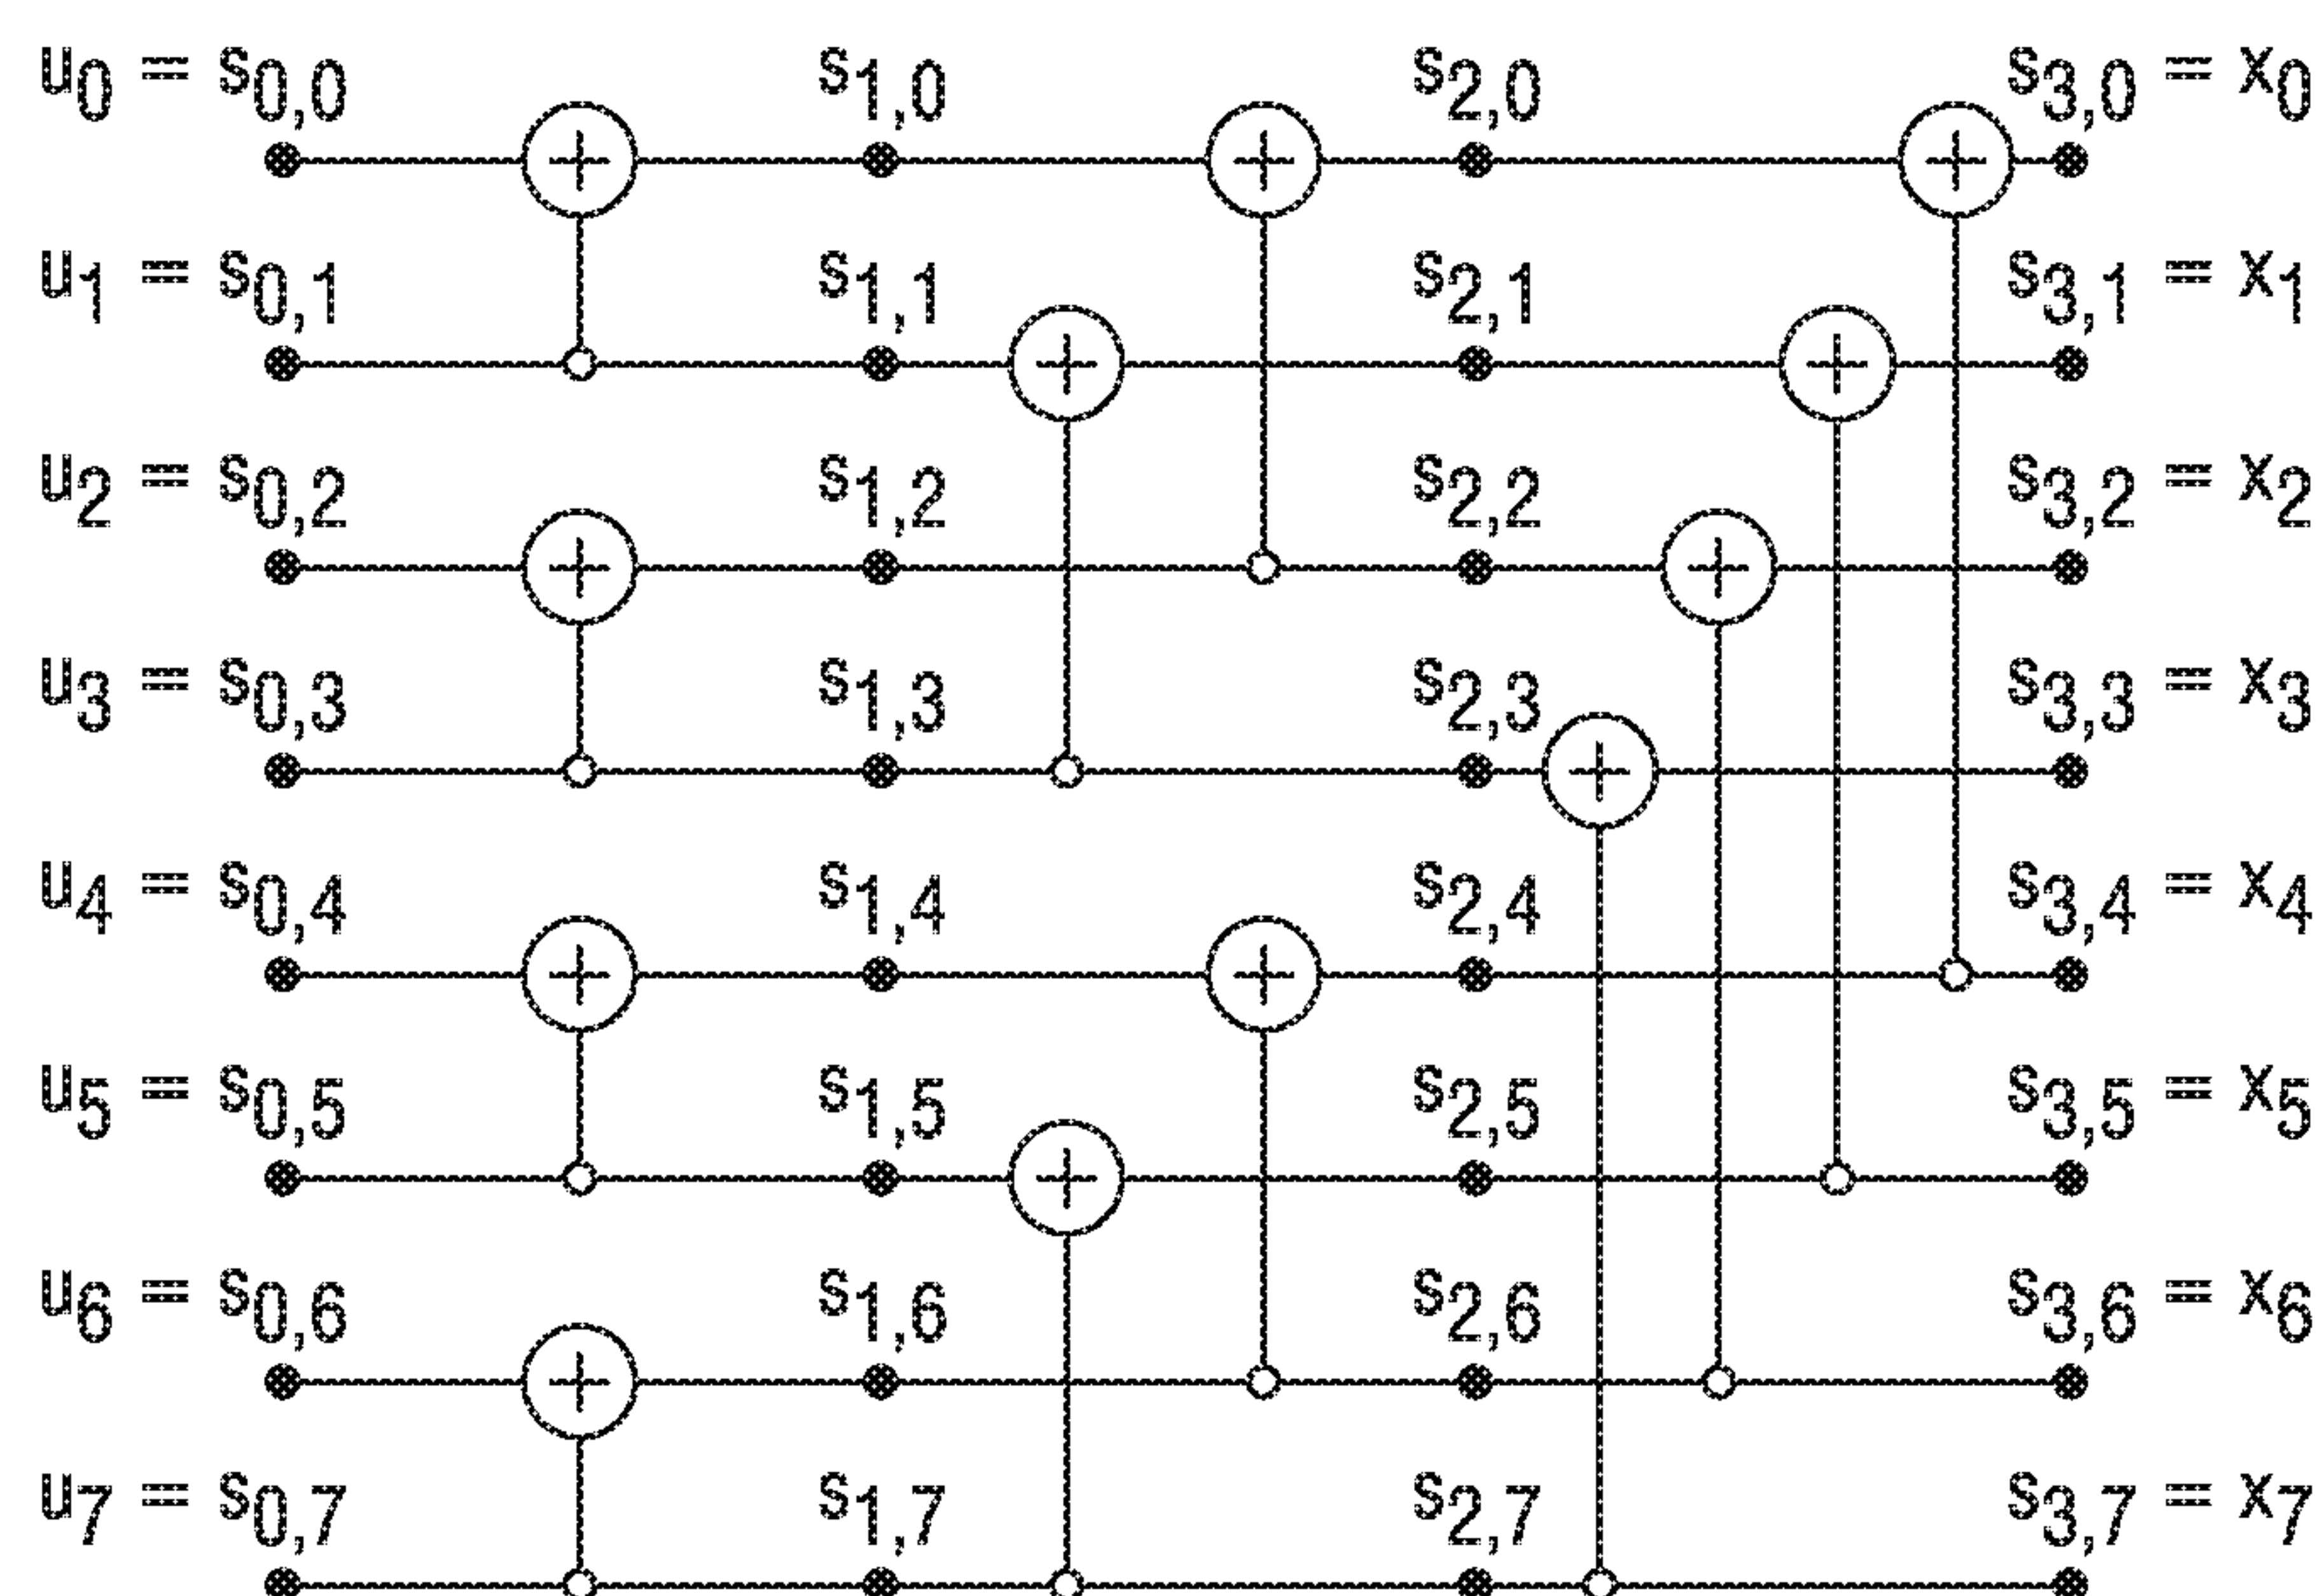 u0 = s0,0 s1,0 s2,0 s3,0 = x0
u1 = s0,1 s1,1 s2,1 s3,1 = x1
u2 = s0,2 s1,2 s2,2 s3,2 = x2
u3 = s0,3 s1,3 s2,3 s3,3 = x3
u4 = s0,4 s1,4 s2,4 s3,4 = x4
u5 = s0,5 s1,5 s2,5 s3,5 = x5
u6 = s0,6 s1,6 s2,6 s3,6 = x6
u7 = s0,7 s1,7 s2,7 s3,7 = x7